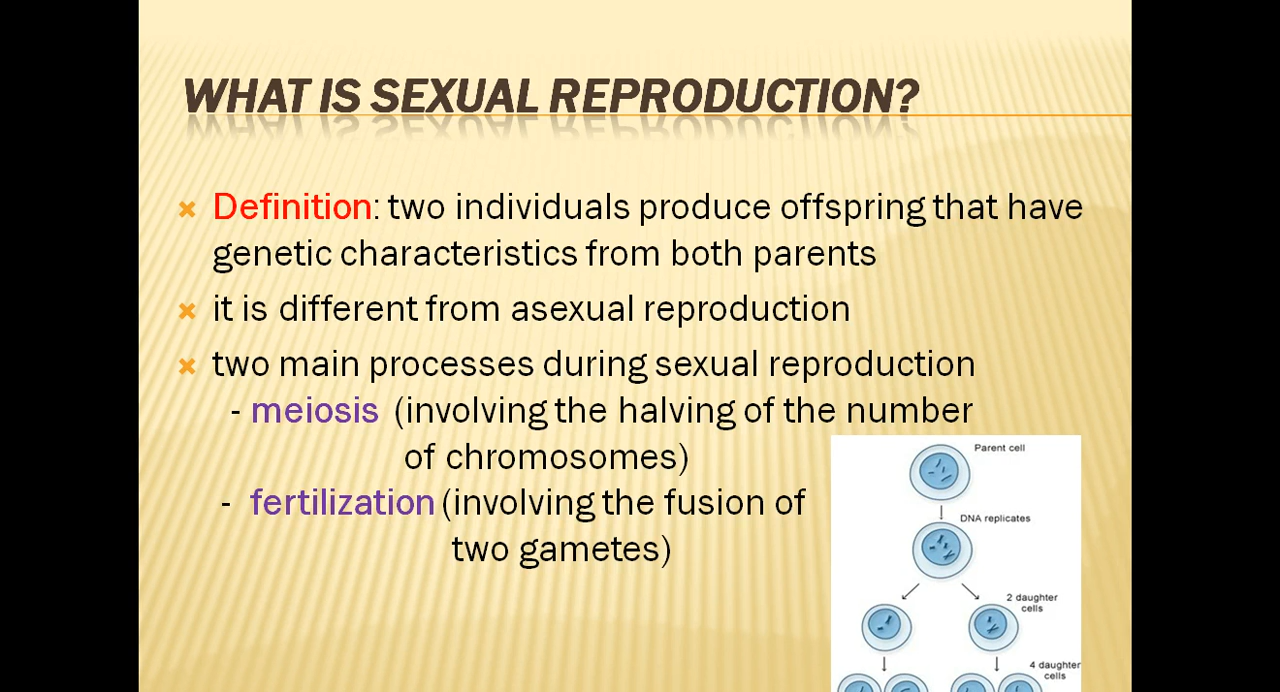 WHAT IS SEXUAL REPRODUCTION?
Definition: two individuals produce offspring that have
genetic characteristics from both parents
it is different from asexual reproduction
two main processes during sexual reproduction
- meiosis (involving the halving of the number
of chromosomes)
- fertilization (involving the fusion of
two gametes)
Parent cell
DNA replicates
2 daughter
cells
4 daughter
cells